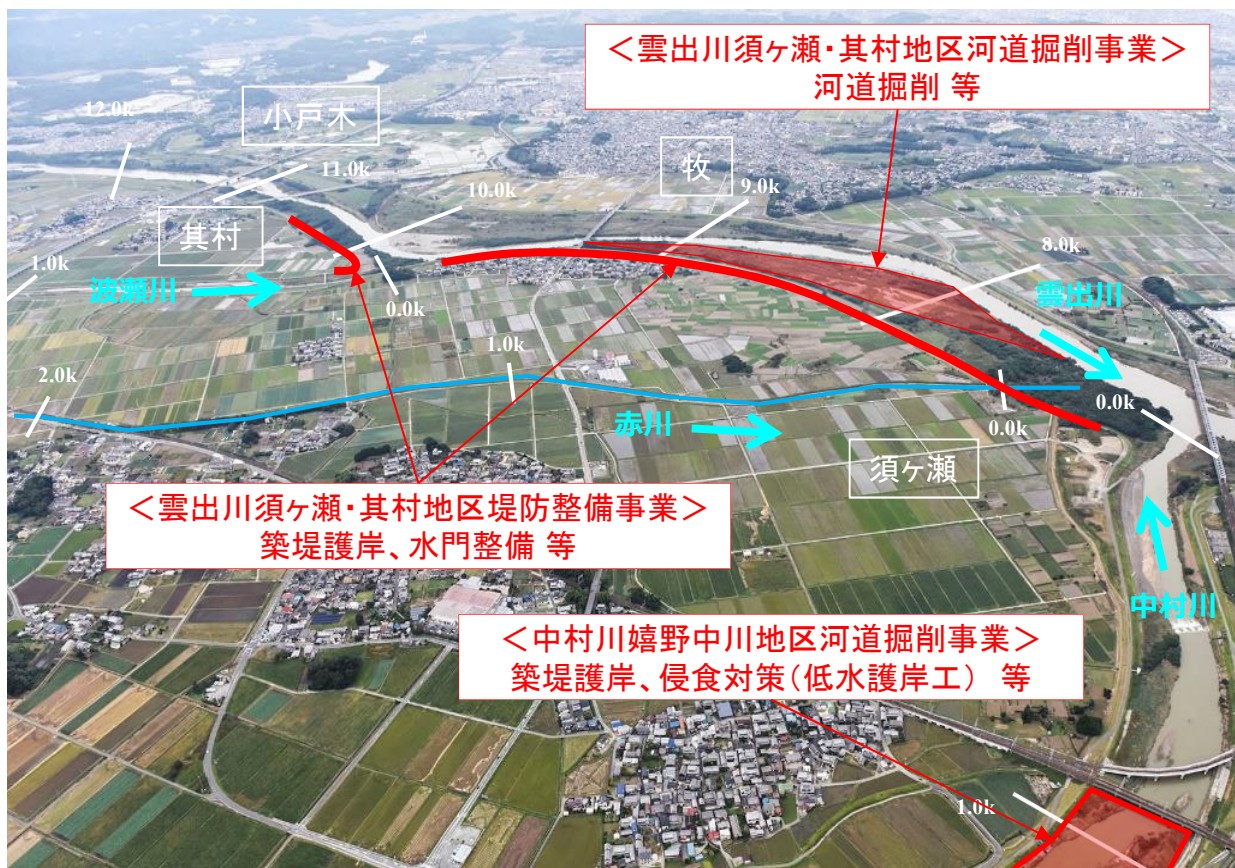 ＜雲出川須ヶ瀬・其村地区河道掘削事業＞
河道掘削 等
12.0k
小戸木
11.0k
牧
10.0k
9.0k
其村
8.0k
1.0k
波瀬川
0.0k
雲出川
1.0k
2.0k
赤川
0.0k
0.0k
須ヶ瀬
＜雲出川須ヶ瀬・其村地区堤防整備事業＞
築堤護岸、水門整備 等
中村川
＜中村川嬉野中川地区河道掘削事業＞
築堤護岸、侵食対策（低水護岸工） 等
1.0k